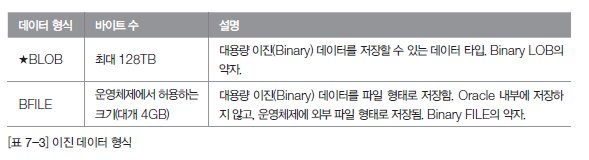 데이터 형식 바이트 수 설명
★BLOB 최대 128TB 대용량 이진(Binary) 데이터를 저장할 수 있는 데이터 타입. Binary LOB의
약자.
BFILE 운영체제에서 허용하는 크기(대개 4GB) 대용량 이진(Binary) 데이터를 파일 형태로 저장함. Oracle 내부에 저장하
지 않고, 운영체제에 외부 파일 형태로 저장됨. Binary FILE의 약자.
[표 7-3] 이진 데이터 형식